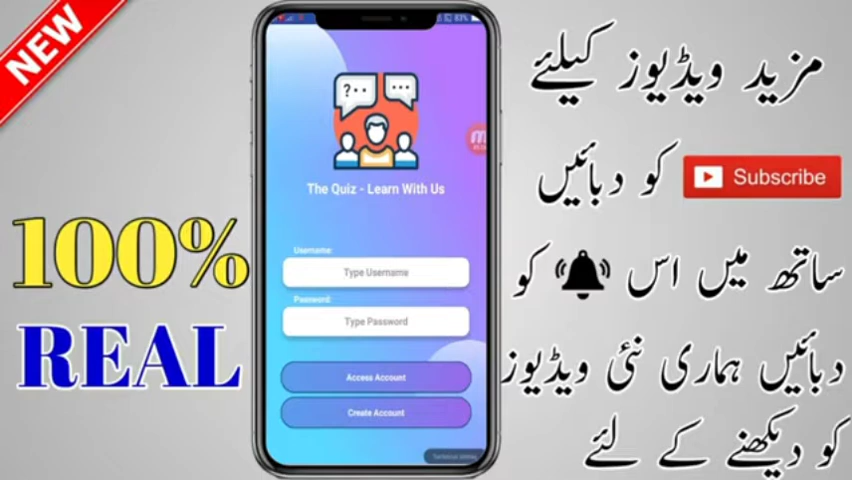 NEW
100%
REAL
83%
?··
...
The Quiz - Learn With Us
Username:
Type Username
Password:
Type Password
Access Account
Create Account
مزید ویڈیوز کیلئے
Subscribe کو دبائیں
ساتھ میں اس کو
دبائیں ہماری نئی ویڈیوز
کو دیکھنے کے لئے